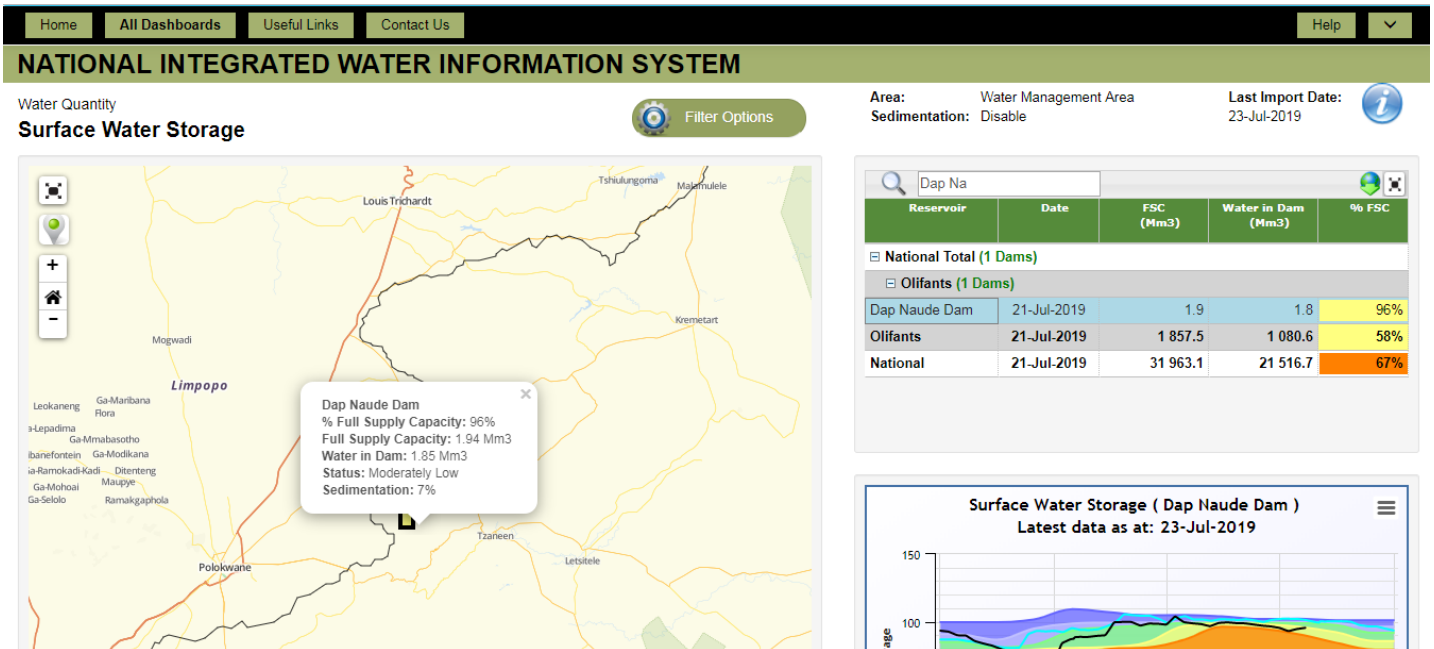 Home All Dashboards Useful Links Contact Us Help
NATIONAL INTEGRATED WATER INFORMATION SYSTEM
Water Quantity
Surface Water Storage
Filter Options
Area: Water Management Area
Sedimentation: Disable
Last Import Date:
23-Jul-2019
i
Tshiulungoma
Malamulele
Louis Trichardt
+
-
Kremetart
Mogwadi
Limpopo
Leokaneng
Ga-Maribana
Flora
a-Lepadima
Ga-Mmabasotho
ibanefontein Ga-Modikana
Ga-Ramokadi-Kadi Ditenteng
Ga-Mohoai
Maupye
Ga-Selolo
Ramakgaphola
×
Dap Naude Dam
% Full Supply Capacity: 96%
Full Supply Capacity: 1.94 Mm3
Water in Dam: 1.85 Mm3
Status: Moderately Low
Sedimentation: 7%
Tzaneen
Letsitele
Polokwane
Dap Na
Reservoir Date FSC (Mm3) Water in Dam (Mm3) % FSC
National Total (1 Dams)
Olifants (1 Dams)
Dap Naude Dam 21-Jul-2019 1.9 1.8 96%
Olifants 21-Jul-2019 1 857.5 1 080.6 58%
National 21-Jul-2019 31 963.1 21 516.7 67%
Surface Water Storage ( Dap Naude Dam )
Latest data as at: 23-Jul-2019
150
100